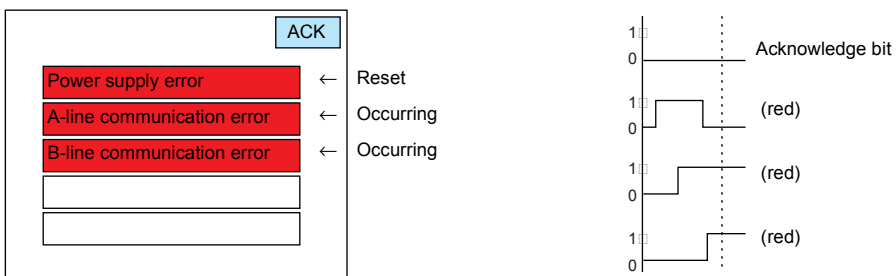 ACK
Power supply error ← Reset
A-line communication error ← Occurring
B-line communication error ← Occurring
1
0
Acknowledge bit
1
0
(red)
1
0
(red)
1
0
(red)